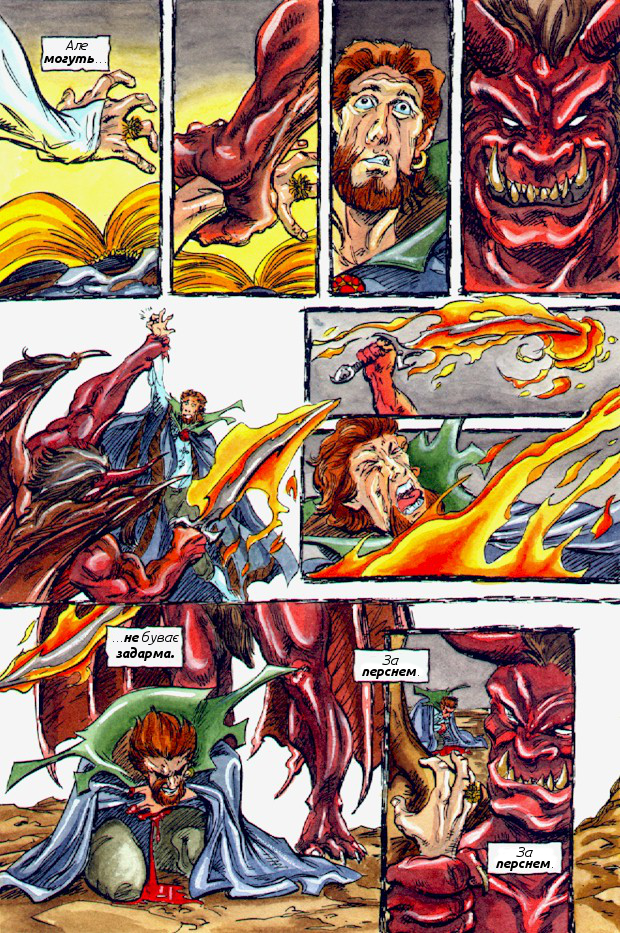 Але
могуть...
...не буває
задарма.
За
перснем.
За
перснем.